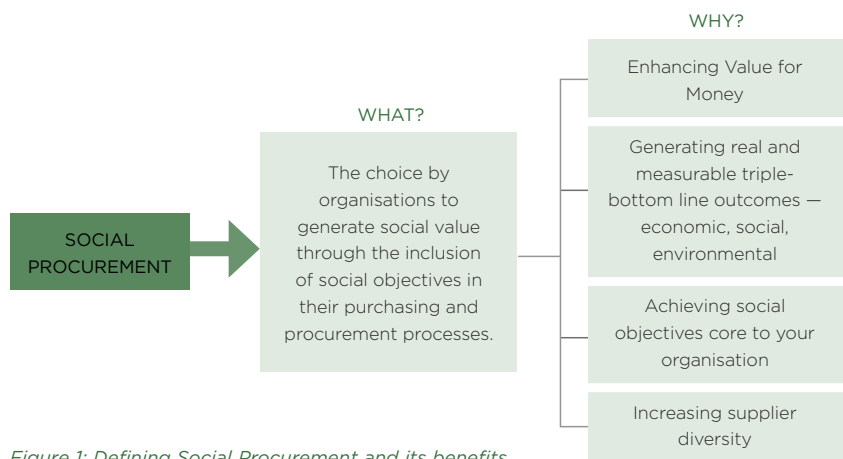 SOCIAL
PROCUREMENT
WHAT?
The choice by
organisations to
generate social value
through the inclusion
of social objectives in
their purchasing and
procurement processes.
WHY?
Enhancing Value for
Money
Generating real and
measurable triple-
bottom line outcomes —
economic, social,
environmental
Achieving social
objectives core to your
organisation
Increasing supplier
diversity
Figure 1: Defining Social Procurement and its benefits